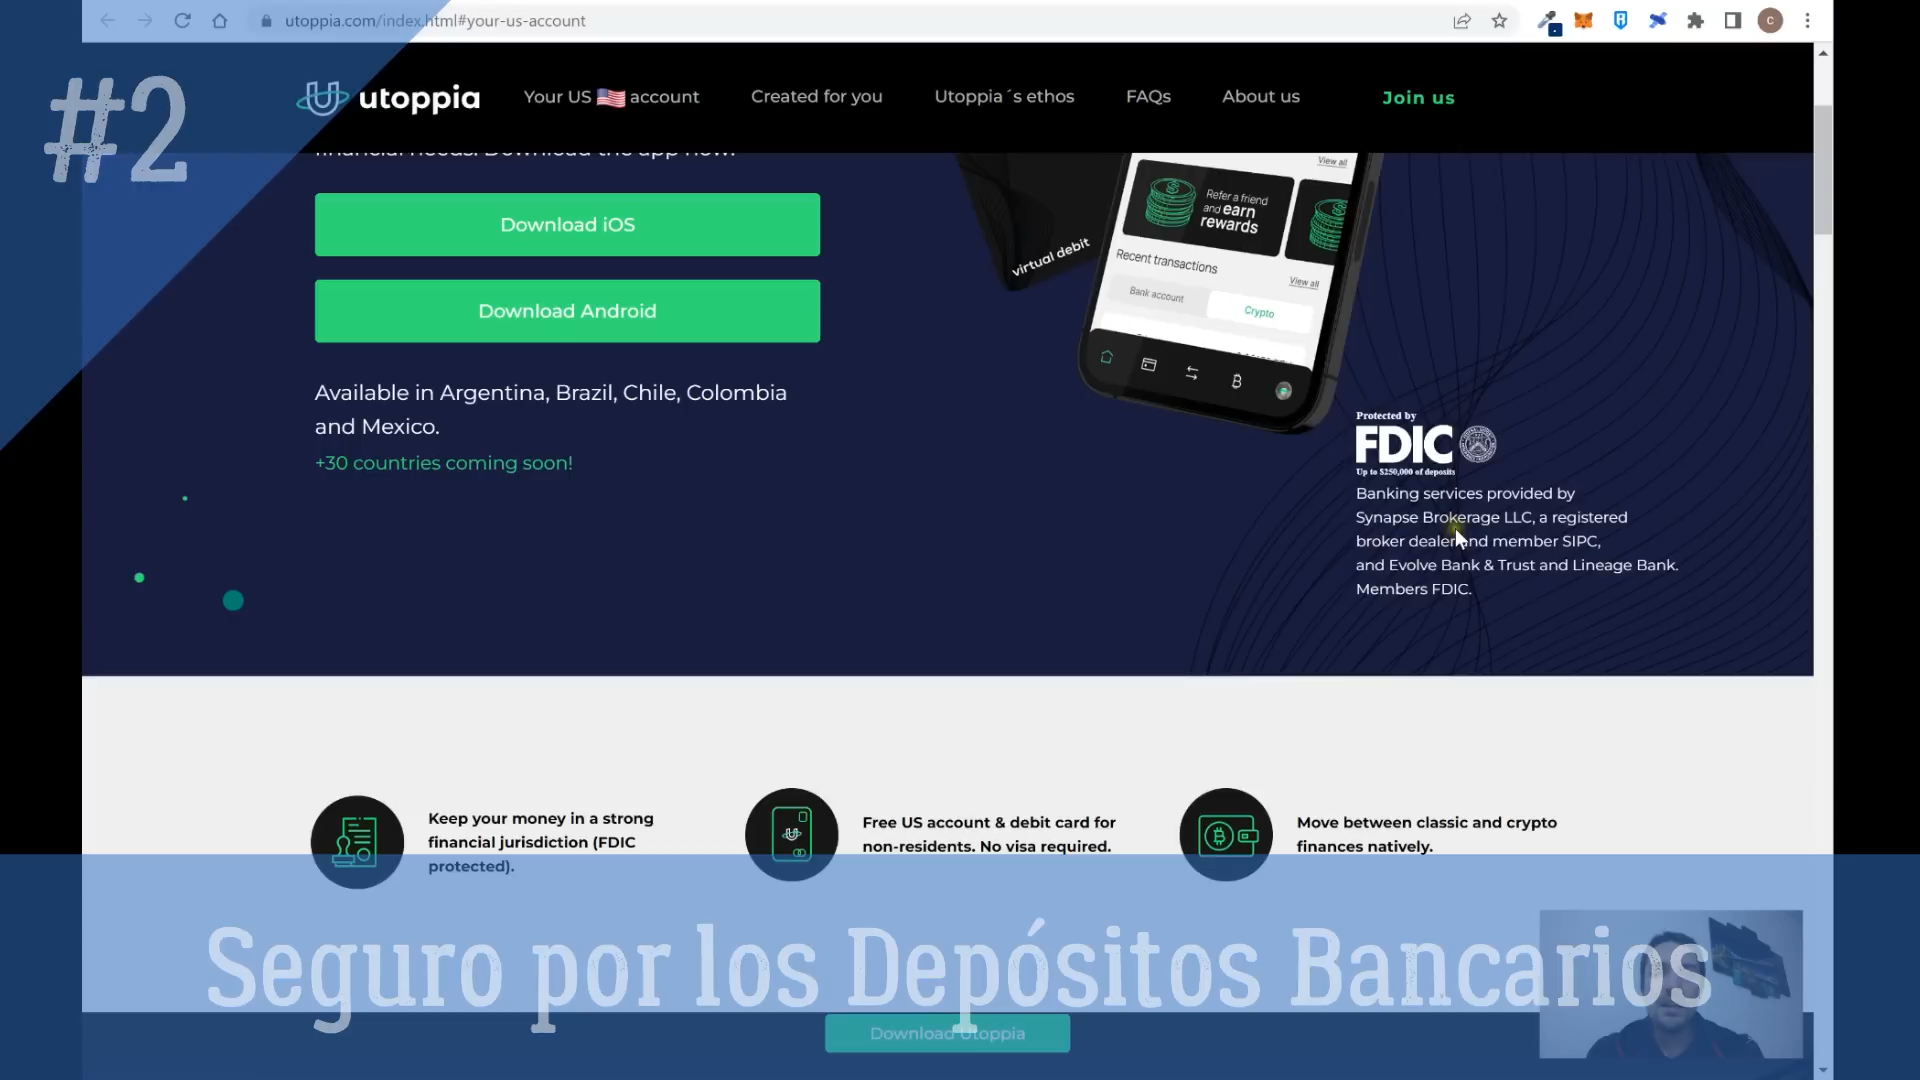 utoppia.com/index.html#your-us-account
#2
utoppia
Your US account
Created for you
Utoppia´s ethos
FAQs
About us
Join us
financial needs. Download the app now.
Download iOS
Download Android
Available in Argentina, Brazil, Chile, Colombia
and Mexico.
+30 countries coming soon!
virtual debit
View all
Refer a friend
and earn
rewards
Recent transactions
View all
Bank account
Crypto
Protected by
FDIC
Up to $250,000 of deposits
Banking services provided by
Synapse Brokerage LLC, a registered
broker dealer and member SIPC,
and Evolve Bank & Trust and Lineage Bank.
Members FDIC.
Keep your money in a strong
financial jurisdiction (FDIC
protected).
Free US account & debit card for
non-residents. No visa required.
Move between classic and crypto
finances natively.
Seguro por los Depósitos Bancarios
Download Utoppia